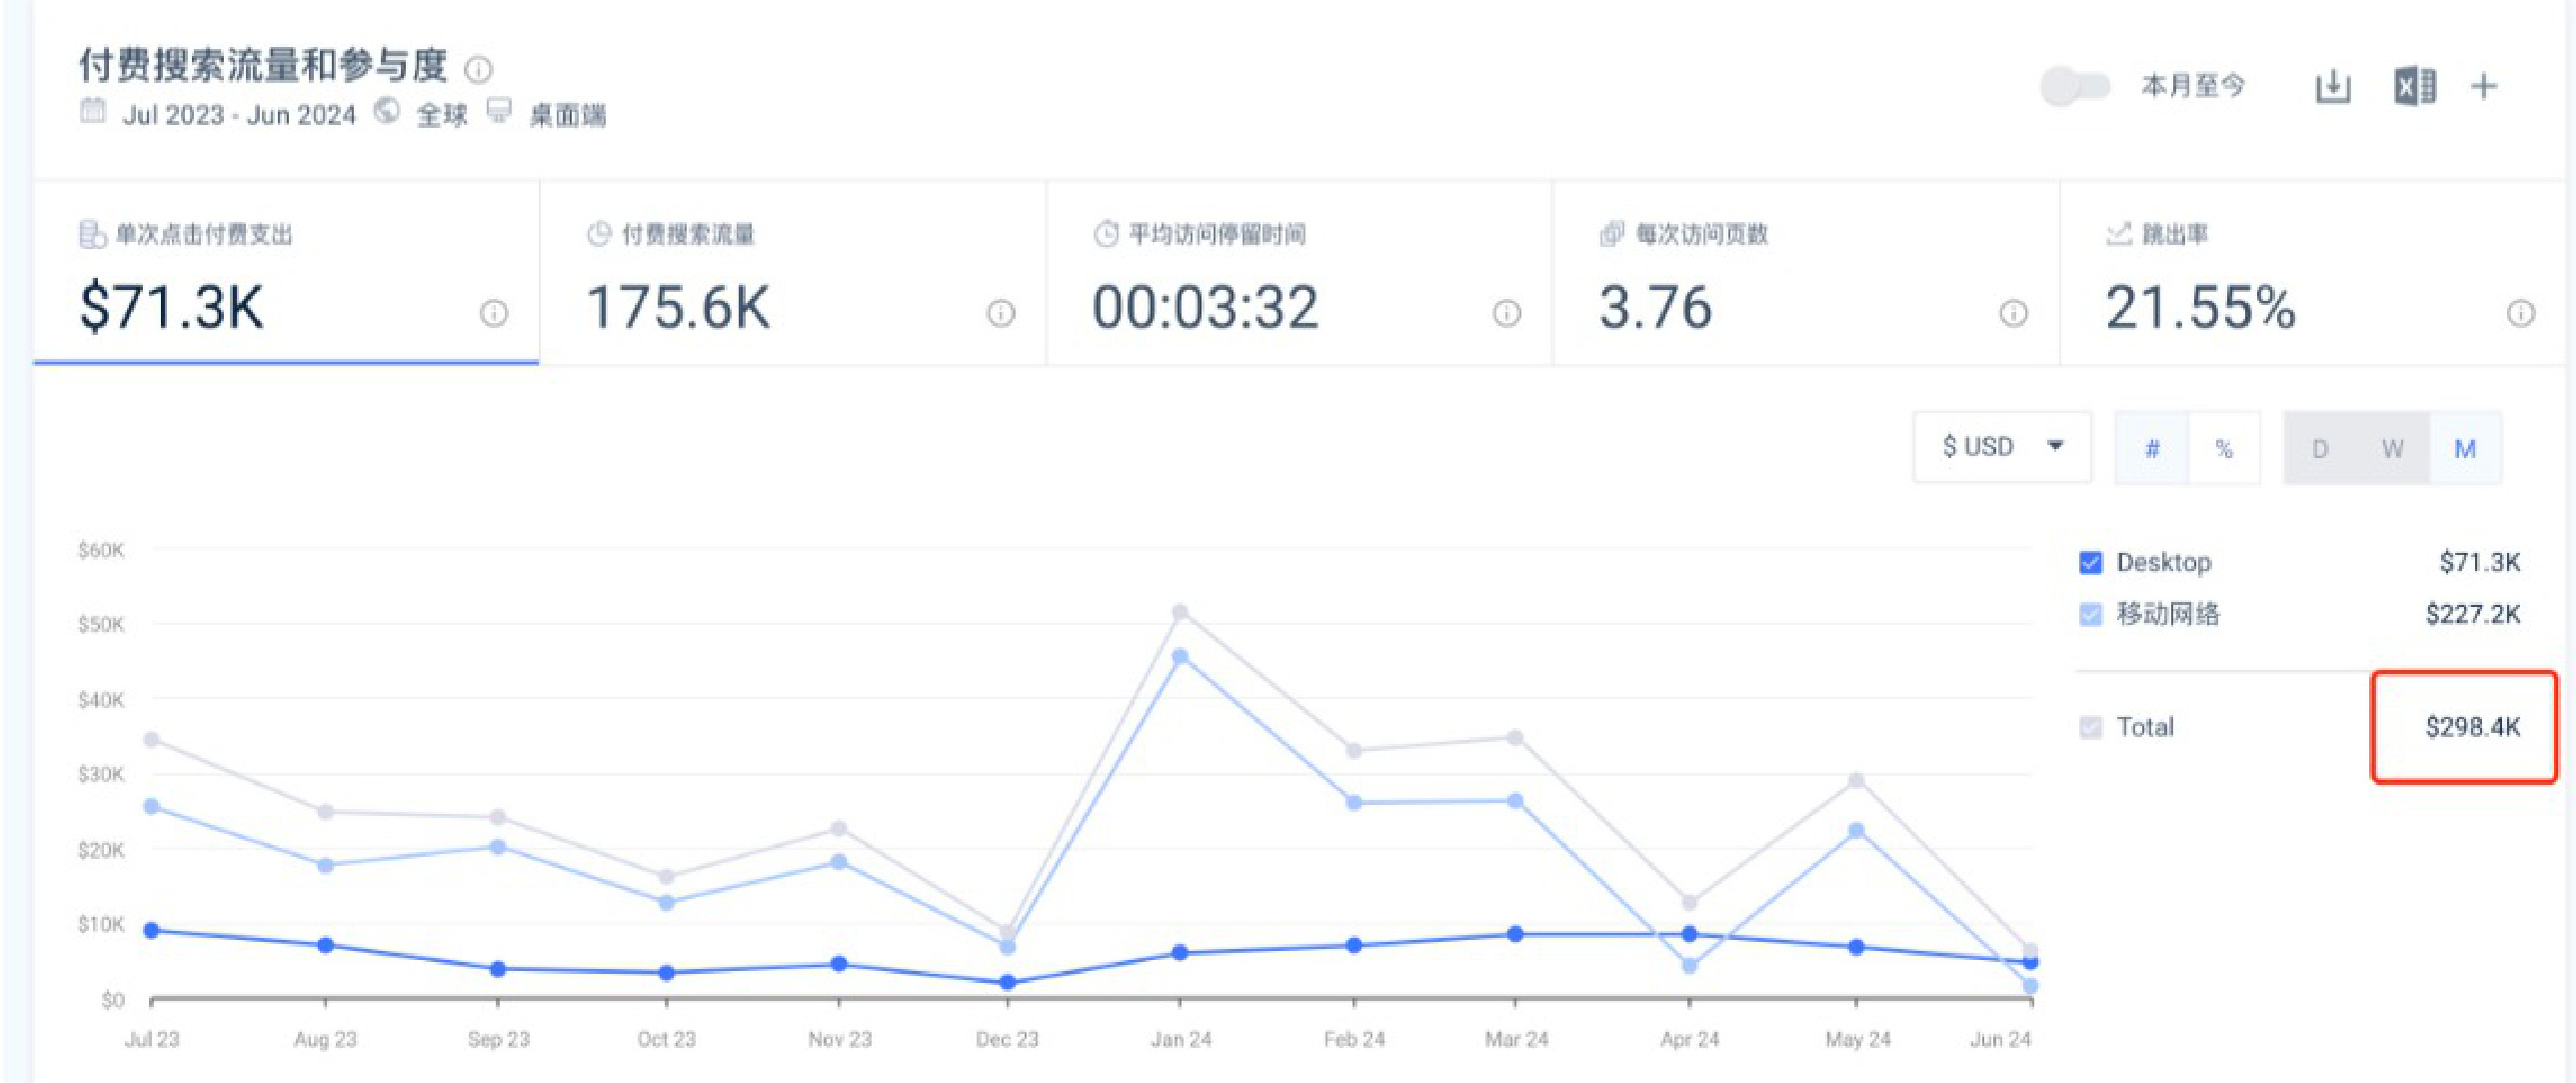 付费搜索流量和参与度
Jul 2023 - Jun 2024 全球 桌面端
本月至今
单次点击付费支出
$71.3K
付费搜索流量
175.6K
平均访问停留时间
00:03:32
每次访问页数
3.76
跳出率
21.55%
$ USD # % D W M
$60K
$50K
$40K
$30K
$20K
$10K
$0
Jul 23 Aug 23 Sep 23 Oct 23 Nov 23 Dec 23 Jan 24 Feb 24 Mar 24 Apr 24 May 24 Jun 24
Desktop $71.3K
移动网络 $227.2K
Total $298.4K